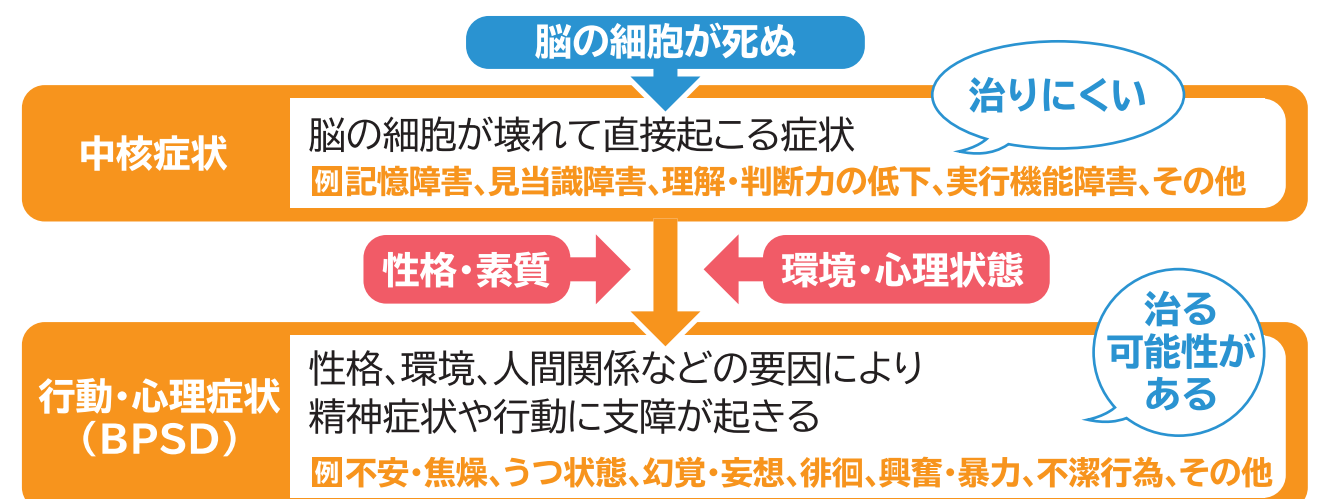 脳の細胞が死ぬ
治りにくい
中核症状
脳の細胞が壊れて直接起こる症状
例 記憶障害、見当識障害、理解・判断力の低下、実行機能障害、その他
性格・素質
環境・心理状態
治る
可能性が
ある
行動・心理症状
（BPSD）
性格、環境、人間関係などの要因により
精神症状や行動に支障が起きる
例 不安・焦燥、うつ状態、幻覚・妄想、徘徊、興奮・暴力、不潔行為、その他